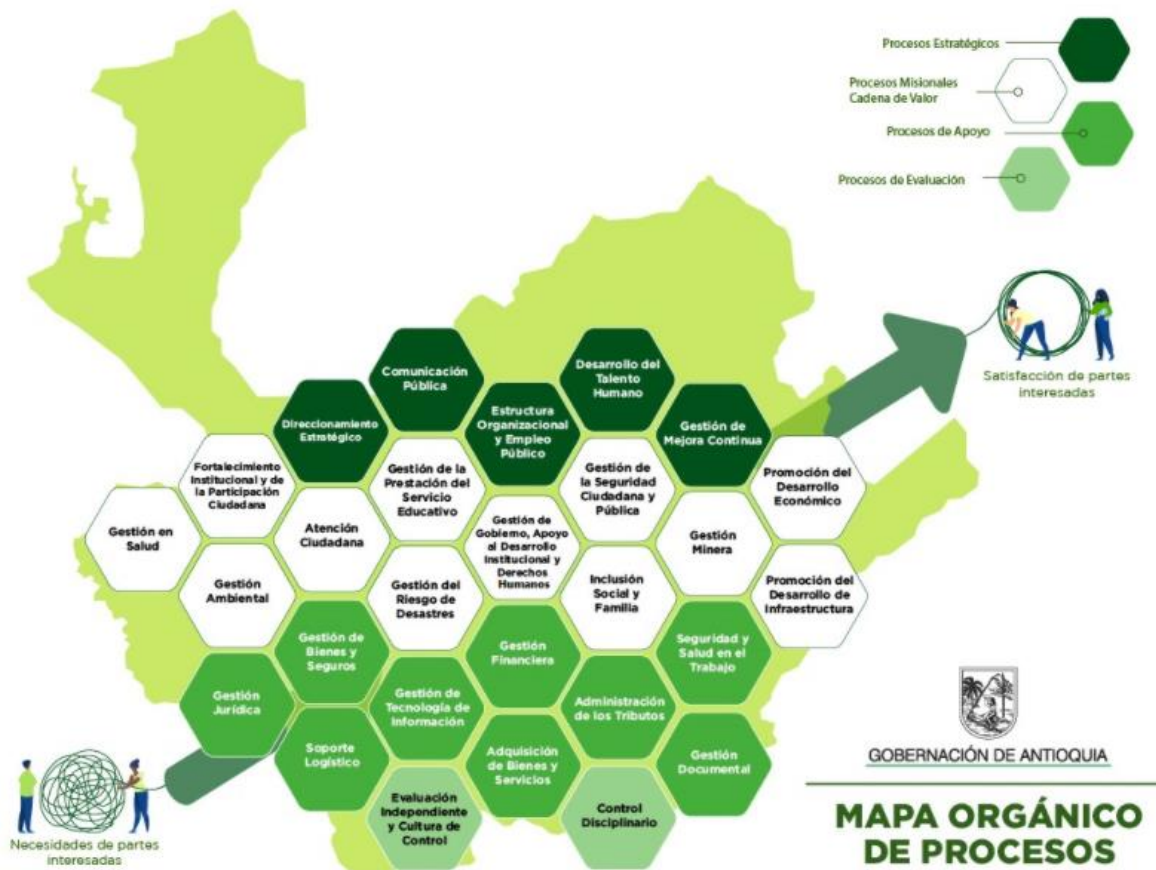 Procesos Estratégicos
Procesos Misionales
Cadena de Valor
Procesos de Apoyo
Procesos de Evaluación
Satisfacción de partes
interesadas
Comunicación
Pública
Desarrollo del
Talento
Humano
Direccionamiento
Estratégico
Estructura
Organizacional
y Empleo
Público
Gestión de
Mejora Continua
Fortalecimiento
Institucional y de
la Participación
Ciudadana
Gestión de la
Prestación del
Servicio
Educativo
Gestión de
la Seguridad
Ciudadana y
Pública
Promoción del
Desarrollo
Económico
Gestión en
Salud
Atención
Ciudadana
Gestión de
Gobierno, Apoyo
al Desarrollo
Institucional y
Derechos
Humanos
Gestión
Minera
Gestión
Ambiental
Gestión del
Riesgo de
Desastres
Inclusión
Social y
Familia
Promoción del
Desarrollo de
Infraestructura
Gestión de
Bienes y
Seguros
Gestión
Financiera
Seguridad y
Salud en el
Trabajo
Gestión
Jurídica
Gestión de
Tecnología de
Información
Administración
de los Tributos
Soporte
Logístico
Adquisición
de Bienes y
Servicios
Gestión
Documental
Evaluación
Independiente
y Cultura de
Control
Control
Disciplinario
Necesidades de partes
interesadas
GOBERNACIÓN DE ANTIOQUIA
MAPA ORGÁNICO
DE PROCESOS